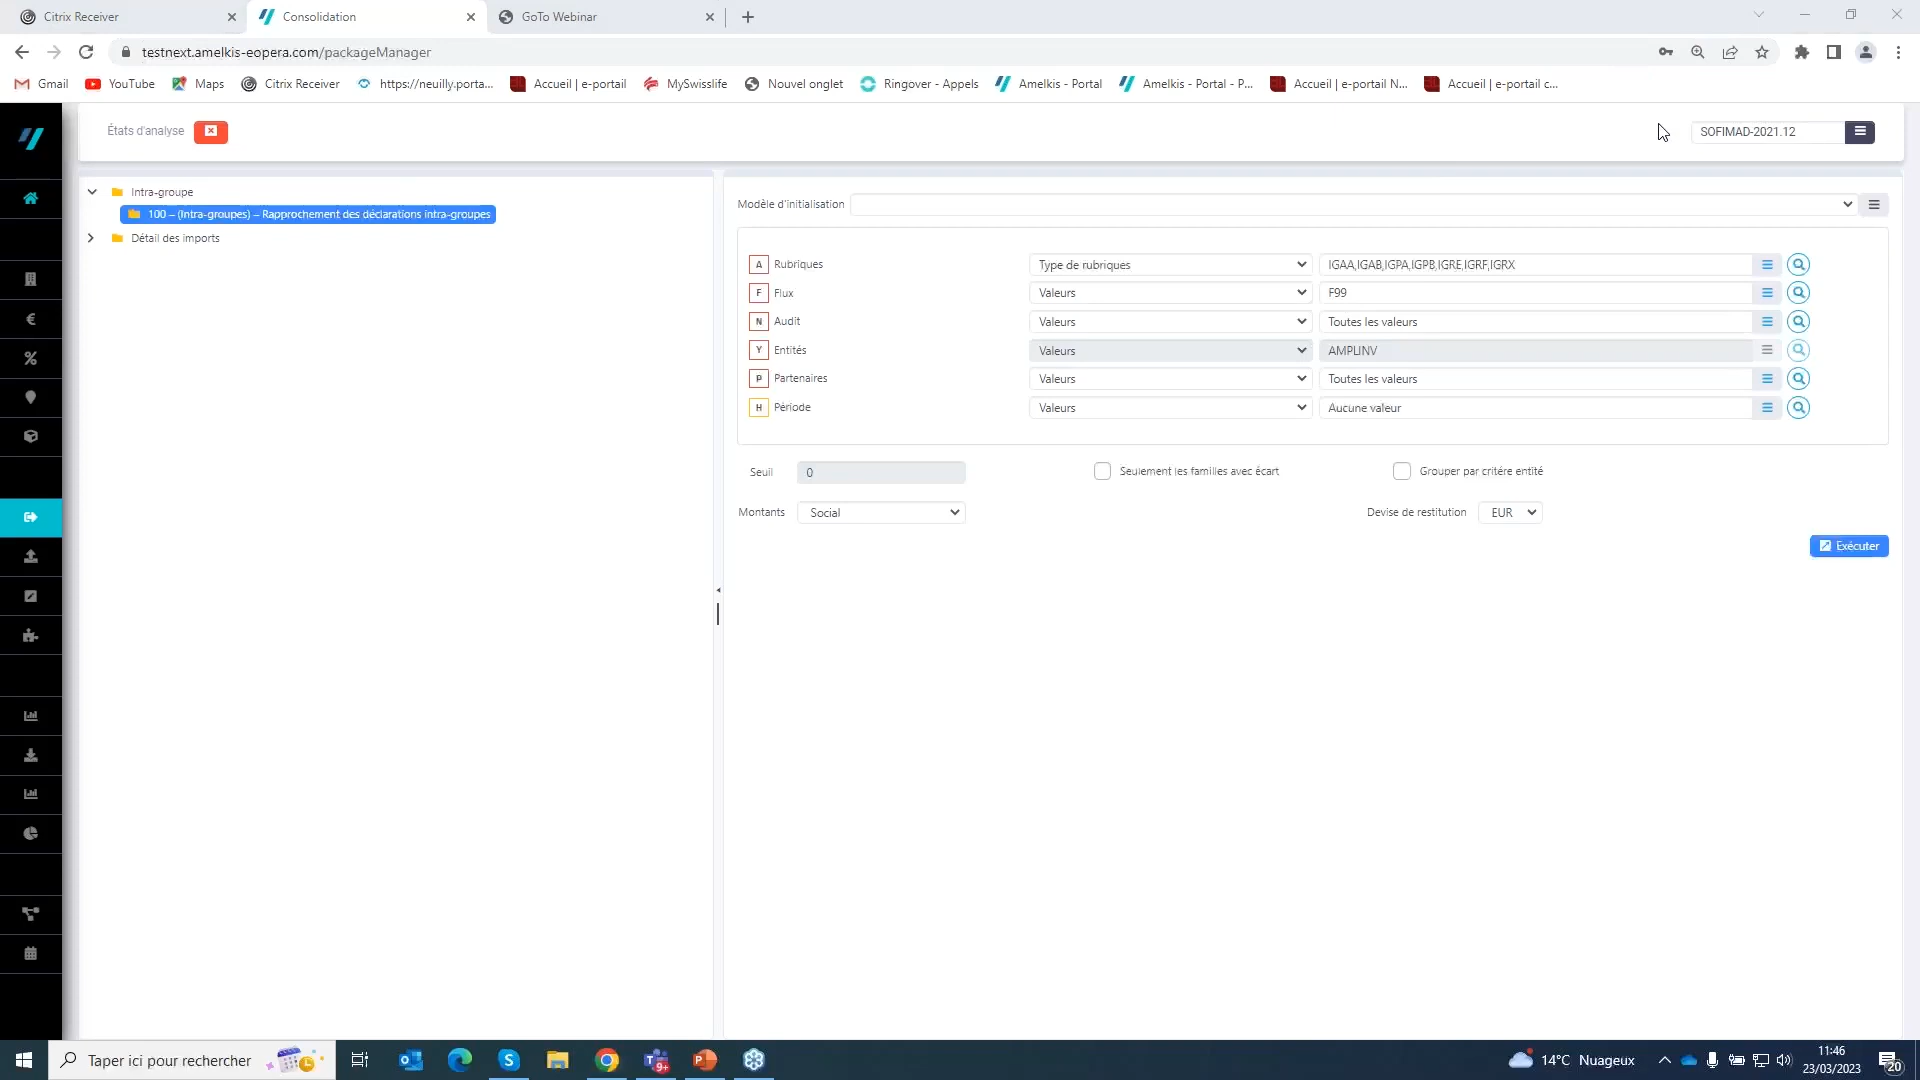 Citrix Receiver
Consolidation
GoTo Webinar
testnext.amelkis-eopera.com/packageManager
Gmail
YouTube
Maps
Citrix Receiver
https://neuilly.porta...
Accueil | e-portail
MySwisslife
Nouvel onglet
Ringover - Appels
Amelkis - Portal
Amelkis - Portal - P...
Accueil | e-portail N...
Accueil | e-portail c...
États d'analyse
SOFIMAD-2021.12
Intra-groupe
100 – (Intra-groupes) – Rapprochement des déclarations intra-groupes
Détail des imports
Modèle d'initialisation
A Rubriques Type de rubriques IGAA,IGAB,IGPA,IGPB,IGRE,IGRF,IGRX
F Flux Valeurs F99
N Audit Valeurs Toutes les valeurs
Y Entités Valeurs AMPLINV
P Partenaires Valeurs Toutes les valeurs
H Période Valeurs Aucune valeur
Seuil 0 Seulement les familles avec écart Grouper par critére entité
Montants Social Devise de restitution EUR
Exécuter
Taper ici pour rechercher
9+
14°C Nuageux
11:46
23/03/2023
20